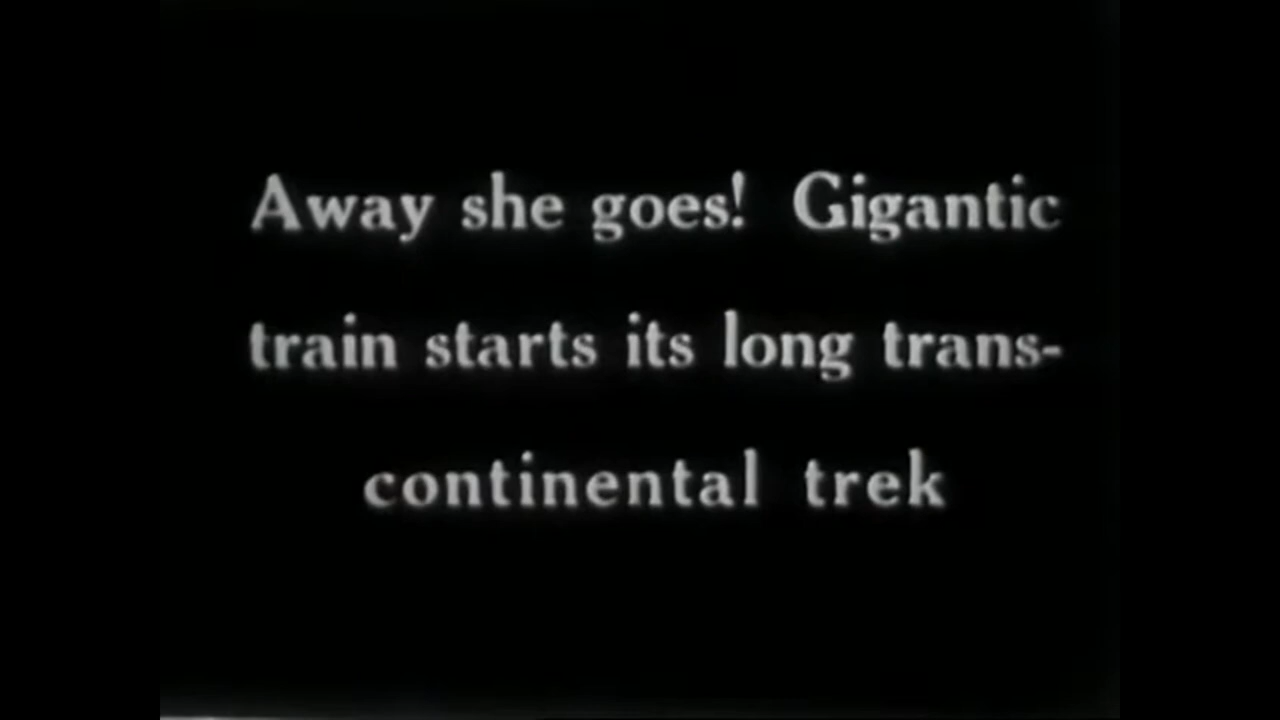 Away she goes! Gigantic
train starts its long trans-
continental trek